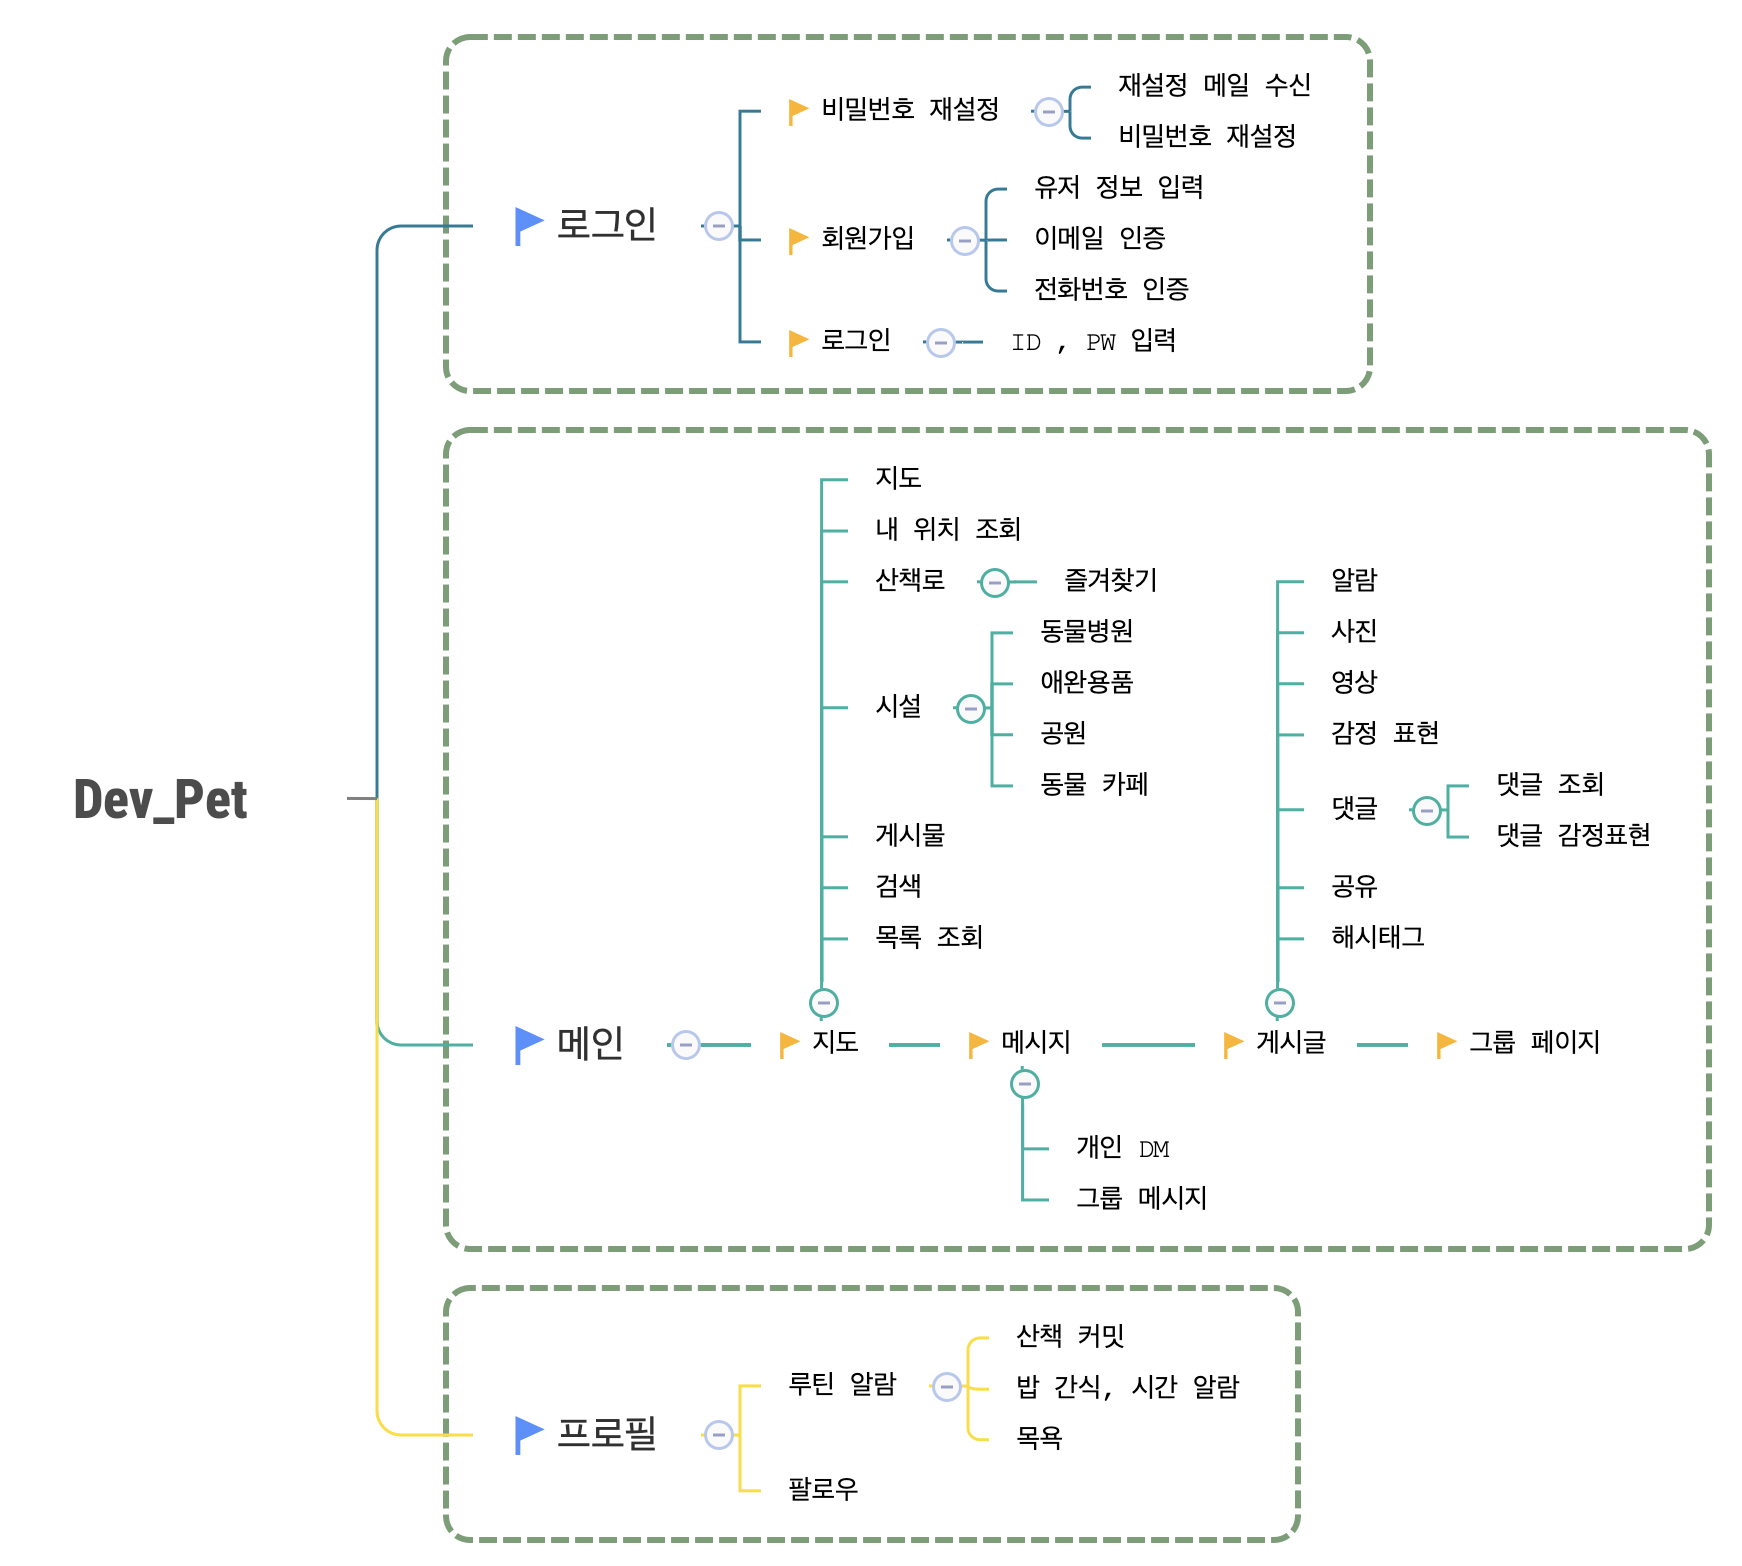 Dev_Pet
로그인
비밀번호 재설정
재설정 메일 수신
비밀번호 재설정
회원가입
유저 정보 입력
이메일 인증
전화번호 인증
로그인
ID , PW 입력
메인
지도
지도
내 위치 조회
산책로
즐겨찾기
시설
동물병원
애완용품
공원
동물 카페
게시물
검색
목록 조회
메시지
개인 DM
그룹 메시지
게시글
알람
사진
영상
감정 표현
댓글
댓글 조회
댓글 감정표현
공유
해시태그
그룹 페이지
프로필
루틴 알람
산책 커밋
밥 간식, 시간 알람
목욕
팔로우